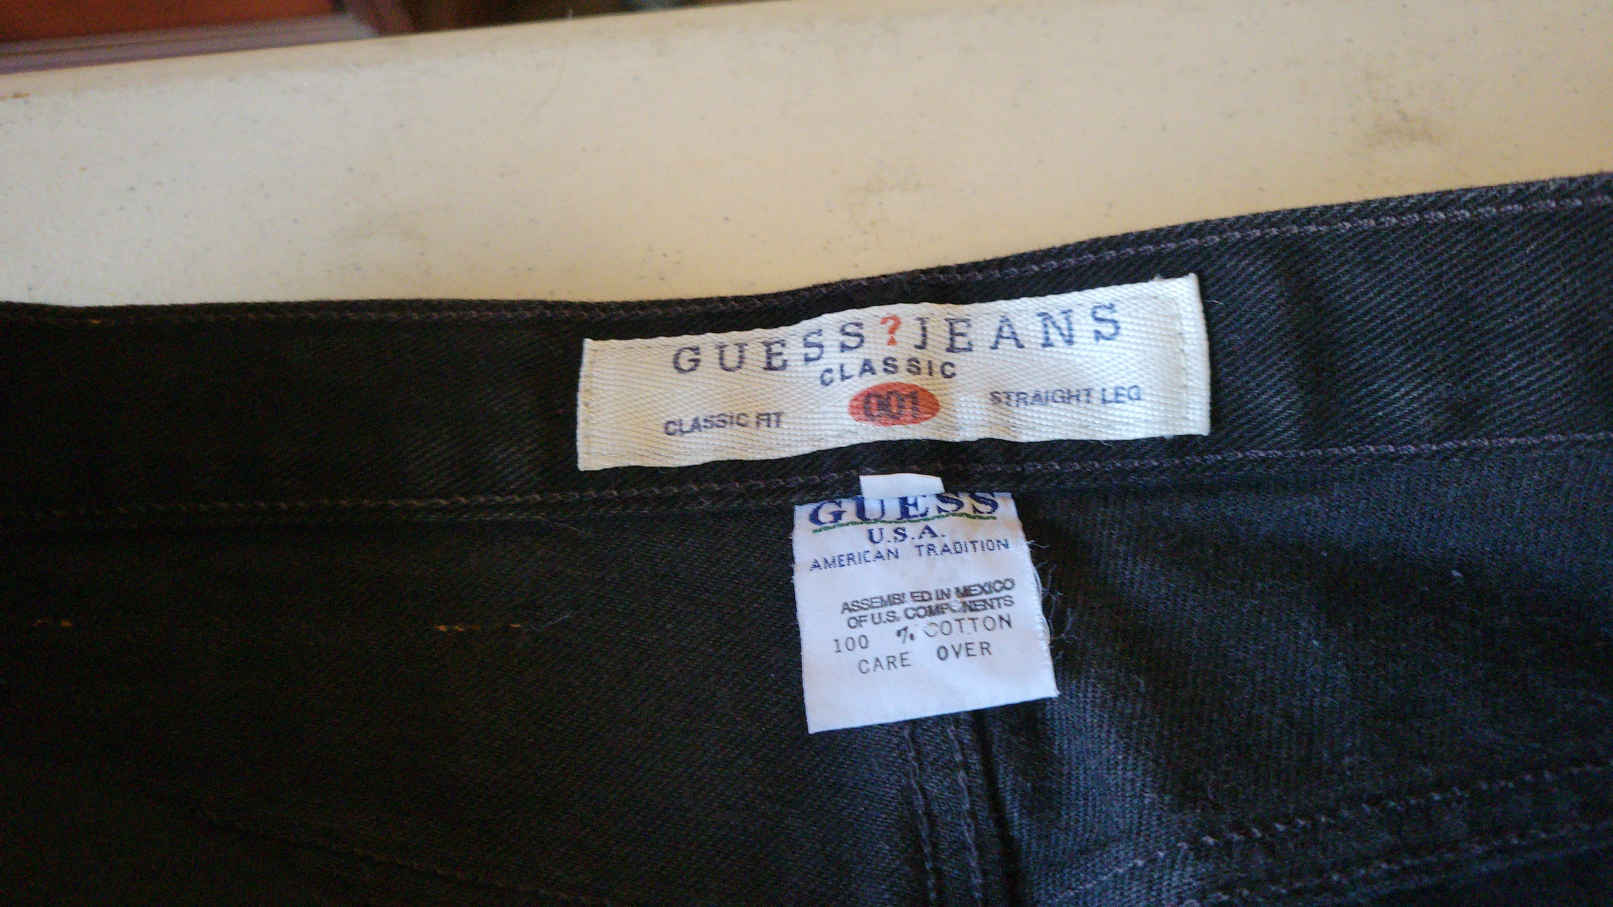 GUESS?JEANS
CLASSIC
CLASSIC FIT 001 STRAIGHT LEG
GUESS
U.S.A.
AMERICAN TRADITION
ASSEMBLED IN MEXICO
OF U.S. COMPONENTS
100 % COTTON
CARE OVER